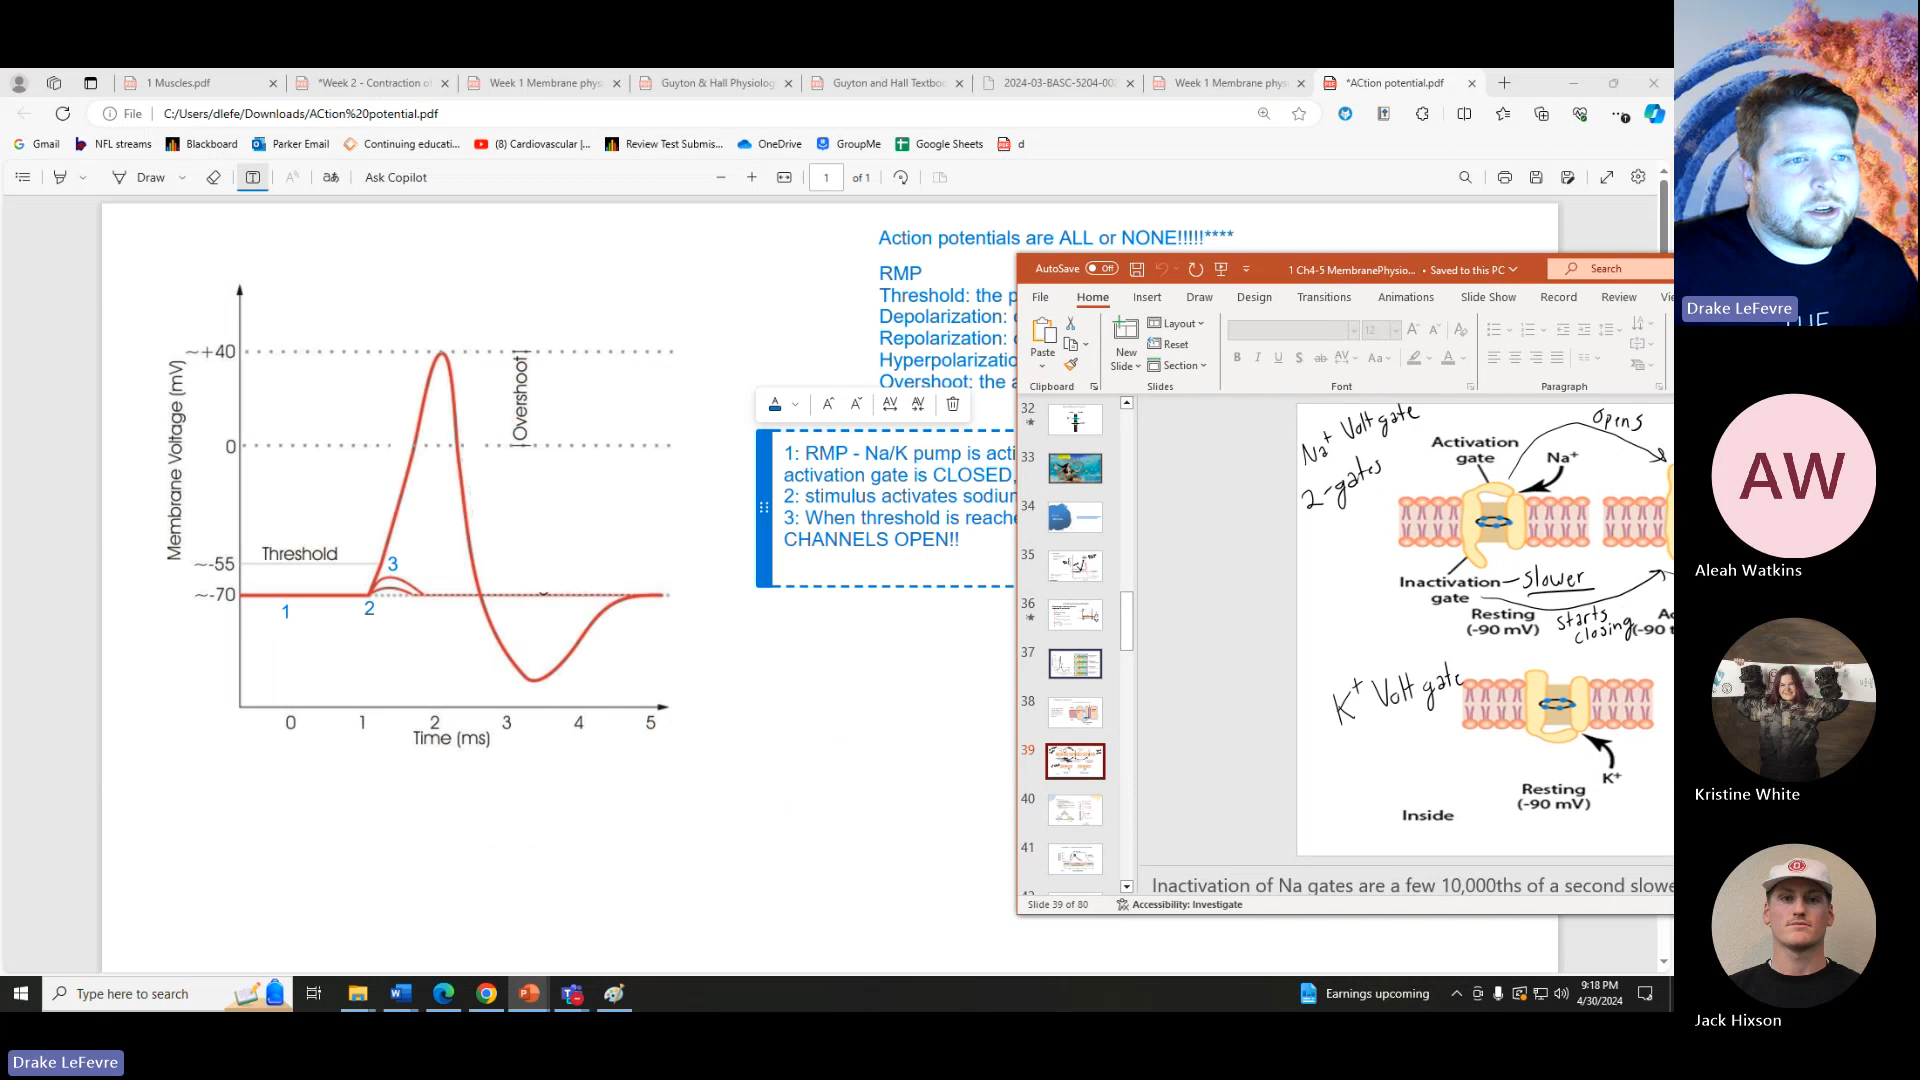 1 Muscles.pdf
*Week 2 - Contraction of
Week 1 Membrane phys
Guyton & Hall Physiolog
Guyton and Hall Textboo
2024-03-BASC-5204-002
Week 1 Membrane phys
*ACtion potential.pdf
File
C:/Users/dlefe/Downloads/ACtion%20potential.pdf
Gmail
NFL streams
Blackboard
Parker Email
Continuing educati...
(8) Cardiovascular |...
Review Test Submis...
OneDrive
GroupMe
Google Sheets
d
Draw
Ask Copilot
1
of 1
Action potentials are ALL or NONE!!!!!****
RMP
Threshold: the p
Depolarization:
Repolarization:
Hyperpolarizatio
Overshoot: the a
1: RMP - Na/K pump is acti
activation gate is CLOSED,
2: stimulus activates sodium
3: When threshold is reache
CHANNELS OPEN!!
Membrane Voltage (mV)
~+40
0
~-55
~-70
Threshold
Overshoot
1
2
3
0 1 2 3 4 5
Time (ms)
AutoSave Off
1 Ch4-5 MembranePhysio... • Saved to this PC
Search
File
Home
Insert
Draw
Design
Transitions
Animations
Slide Show
Record
Review
Vi
Paste
Clipboard
New
Slide
Layout
Reset
Section
Slides
12
B I U S ab AV Aa
Font
Paragraph
32
33
34
35
36
37
38
39
40
41
Na+ Volt gate
2-gates
Activation
gate
Na+
Opens
Inactivation
gate
slower
starts
closing
Resting
(-90 mV)
(-90 t
K+ Volt gate
K+
Resting
(-90 mV)
Inside
Inactivation of Na gates are a few 10,000ths of a second slowe
Slide 39 of 80
Accessibility: Investigate
Type here to search
Earnings upcoming
9:18 PM
4/30/2024
Drake LeFevre
AW
Aleah Watkins
Kristine White
Jack Hixson
Drake LeFevre